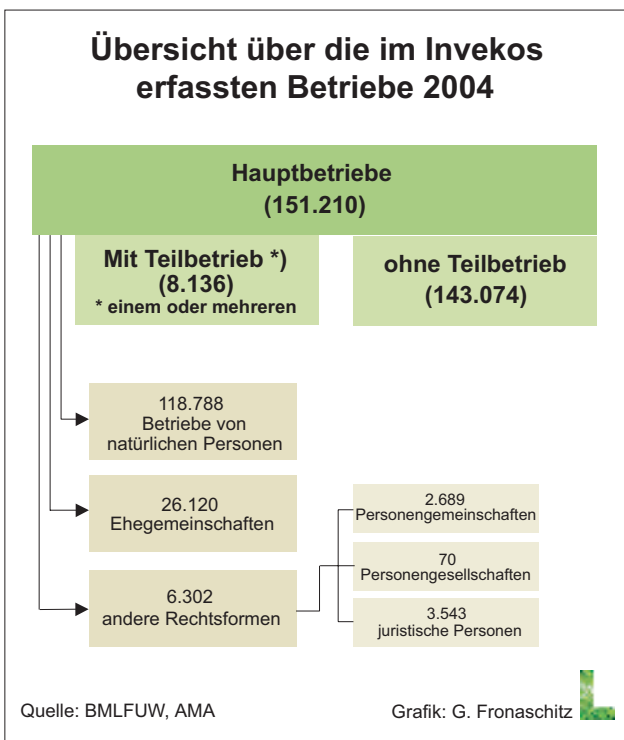 Übersicht über die im Invekos
erfassten Betriebe 2004
Hauptbetriebe
(151.210)
Mit Teilbetrieb *)
(8.136)
* einem oder mehreren
ohne Teilbetrieb
(143.074)
118.788
Betriebe von
natürlichen Personen
26.120
Ehegemeinschaften
6.302
andere Rechtsformen
2.689
Personengemeinschaften
70
Personengesellschaften
3.543
juristische Personen
Quelle: BMLFUW, AMA
Grafik: G. Fronaschitz
L